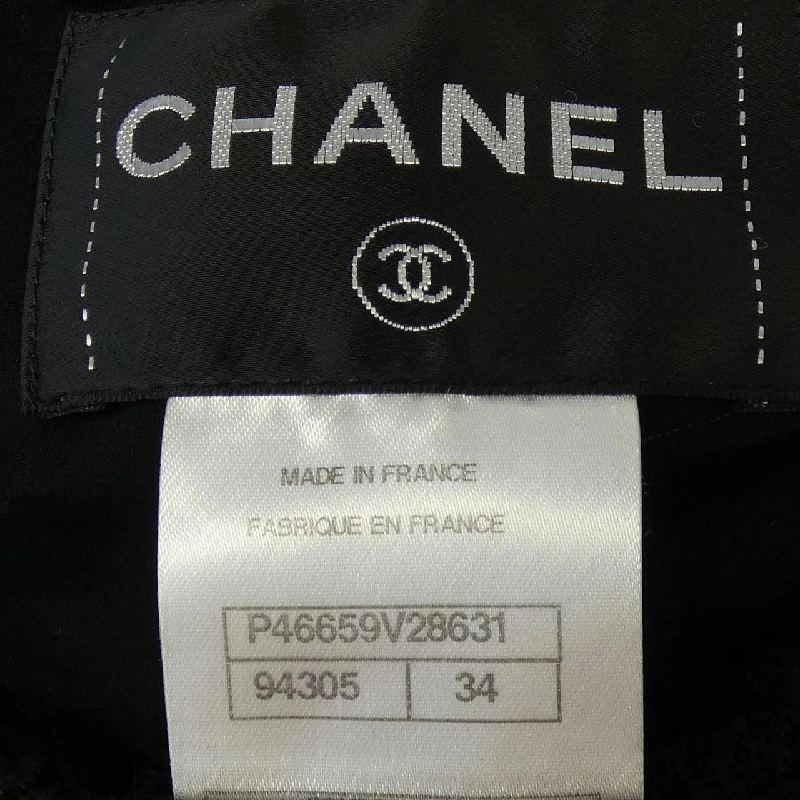 CHANEL
MADE IN FRANCE
FABRIQUE EN FRANCE
P46659V28631
94305 34